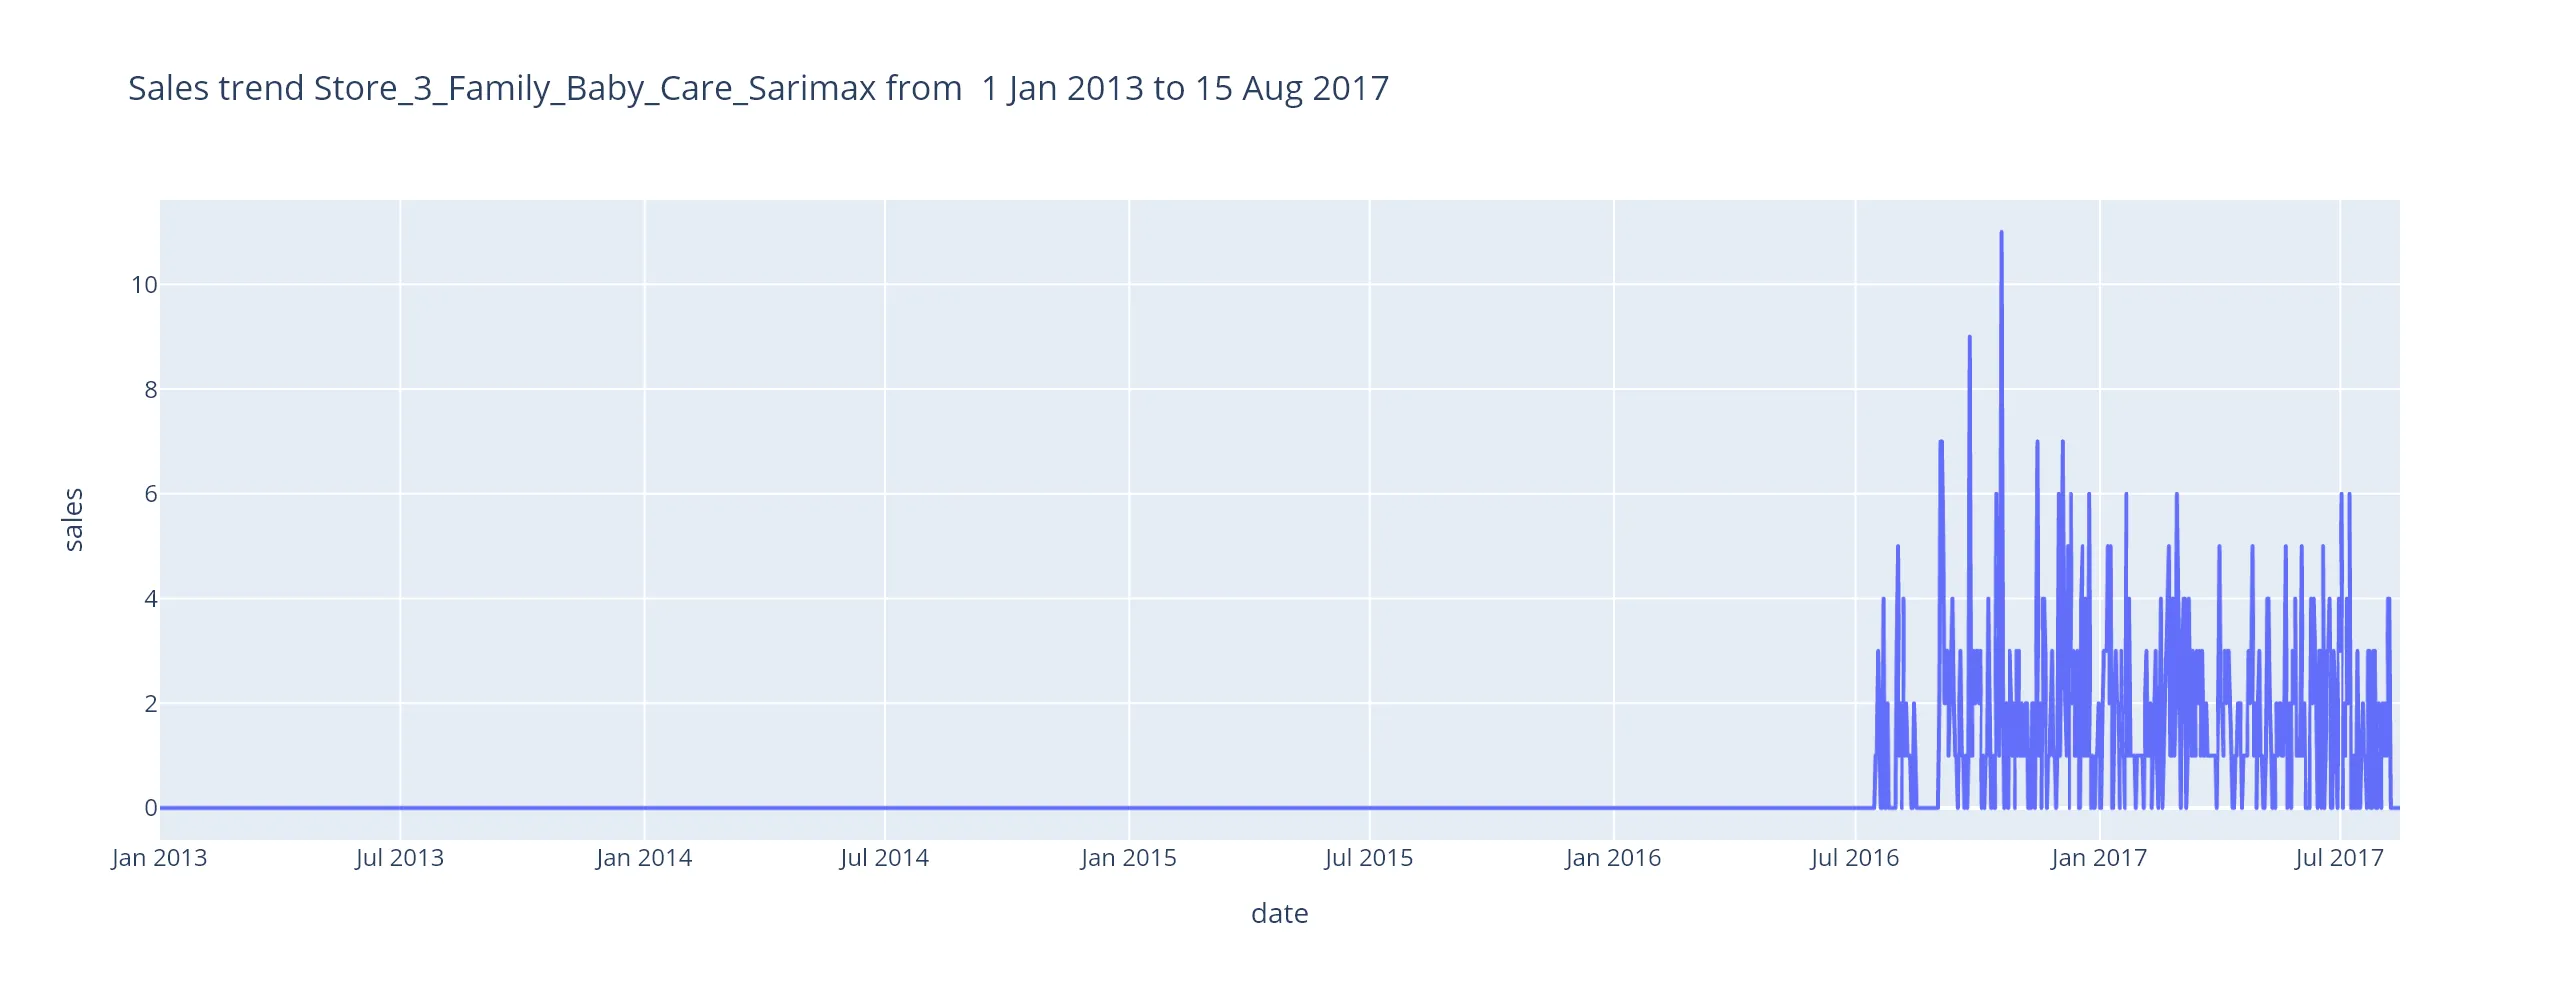 Sales trend Store_3_Family_Baby_Care_Sarimax from  1 Jan 2013 to 15 Aug 2017
10
8
6
4
2
0
sales
Jan 2013 Jul 2013 Jan 2014 Jul 2014 Jan 2015 Jul 2015 Jan 2016 Jul 2016 Jan 2017 Jul 2017
date